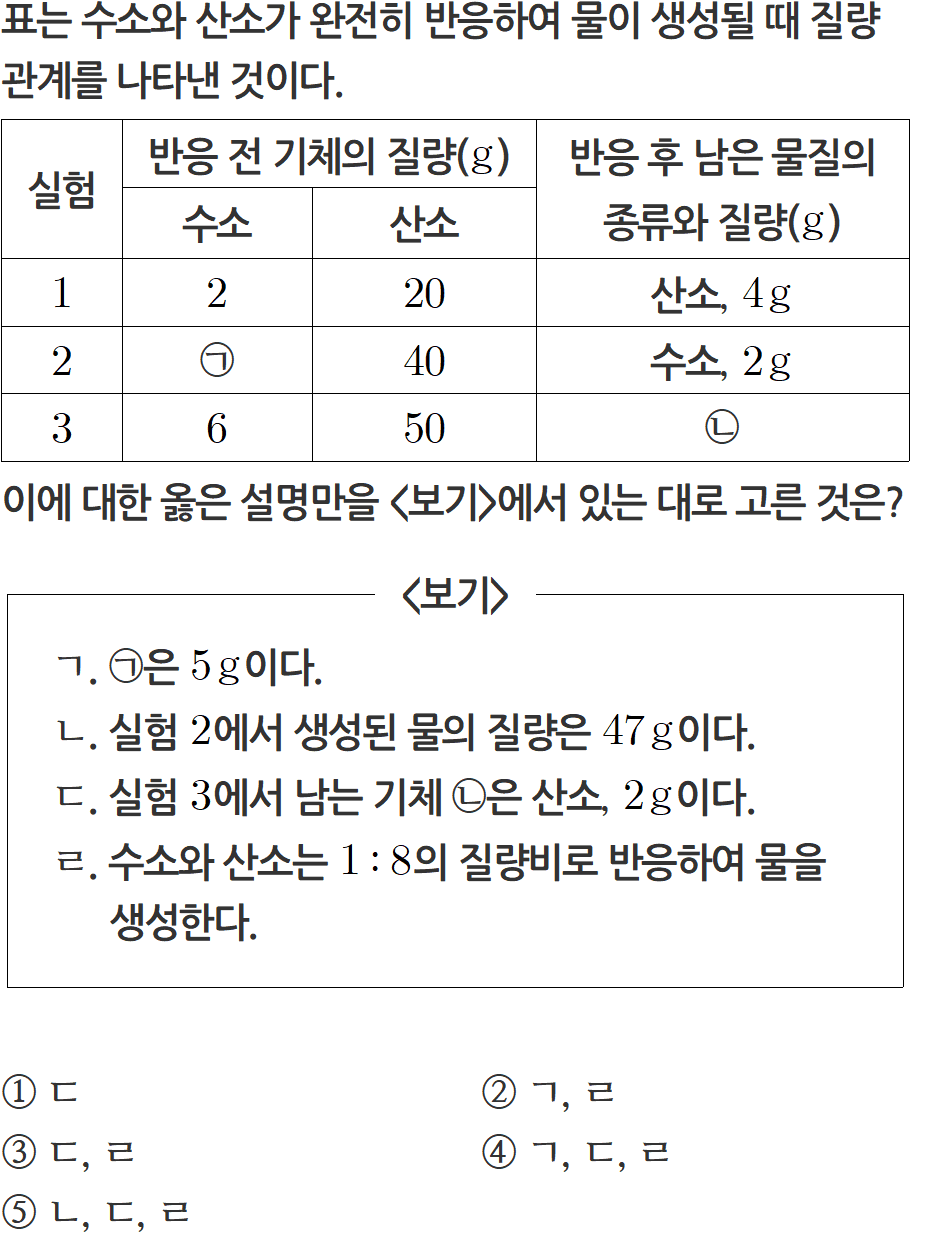 표는 수소와 산소가 완전히 반응하여 물이 생성될 때 질량
관계를 나타낸 것이다.
실험 반응 전 기체의 질량(g) 반응 후 남은 물질의
종류와 질량(g)
수소 산소
1 2 20 산소, 4 g
2 ㉠ 40 수소, 2 g
3 6 50 ㉡
이에 대한 옳은 설명만을 <보기>에서 있는 대로 고른 것은?
<보기>
ㄱ. ㉠은 5 g이다.
ㄴ. 실험 2에서 생성된 물의 질량은 47 g이다.
ㄷ. 실험 3에서 남는 기체 ㉡은 산소, 2 g이다.
ㄹ. 수소와 산소는 1 : 8의 질량비로 반응하여 물을
생성한다.
① ㄷ ② ㄱ, ㄹ
③ ㄷ, ㄹ ④ ㄱ, ㄷ, ㄹ
⑤ ㄴ, ㄷ, ㄹ